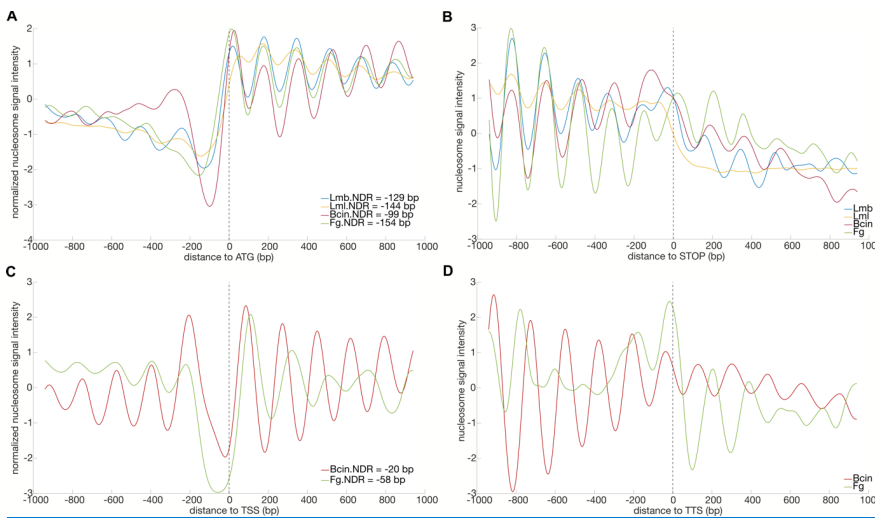 A
normalized nucleosome signal intensity
2
1
0
-1
-2
-3
-4
-1000 -800 -600 -400 -200 0 200 400 600 800 1000
distance to ATG (bp)
Lmb.NDR = -129 bp
Lml.NDR = -144 bp
Bcin.NDR = -99 bp
Fg.NDR = -154 bp
B
nucleosome signal intensity
3
2
1
0
-1
-2
-3
-1000 -800 -600 -400 -200 0 200 400 600 800 1000
distance to STOP (bp)
Lmb
Lml
Bcin
Fg
C
normalized nucleosome signal intensity
3
2
1
0
-1
-2
-3
-1000 -800 -600 -400 -200 0 200 400 600 800 1000
distance to TSS (bp)
Bcin.NDR = -20 bp
Fg.NDR = -58 bp
D
nucleosome signal intensity
3
2
1
0
-1
-2
-3
-1000 -800 -600 -400 -200 0 200 400 600 800 1000
distance to TTS (bp)
Bcin
Fg